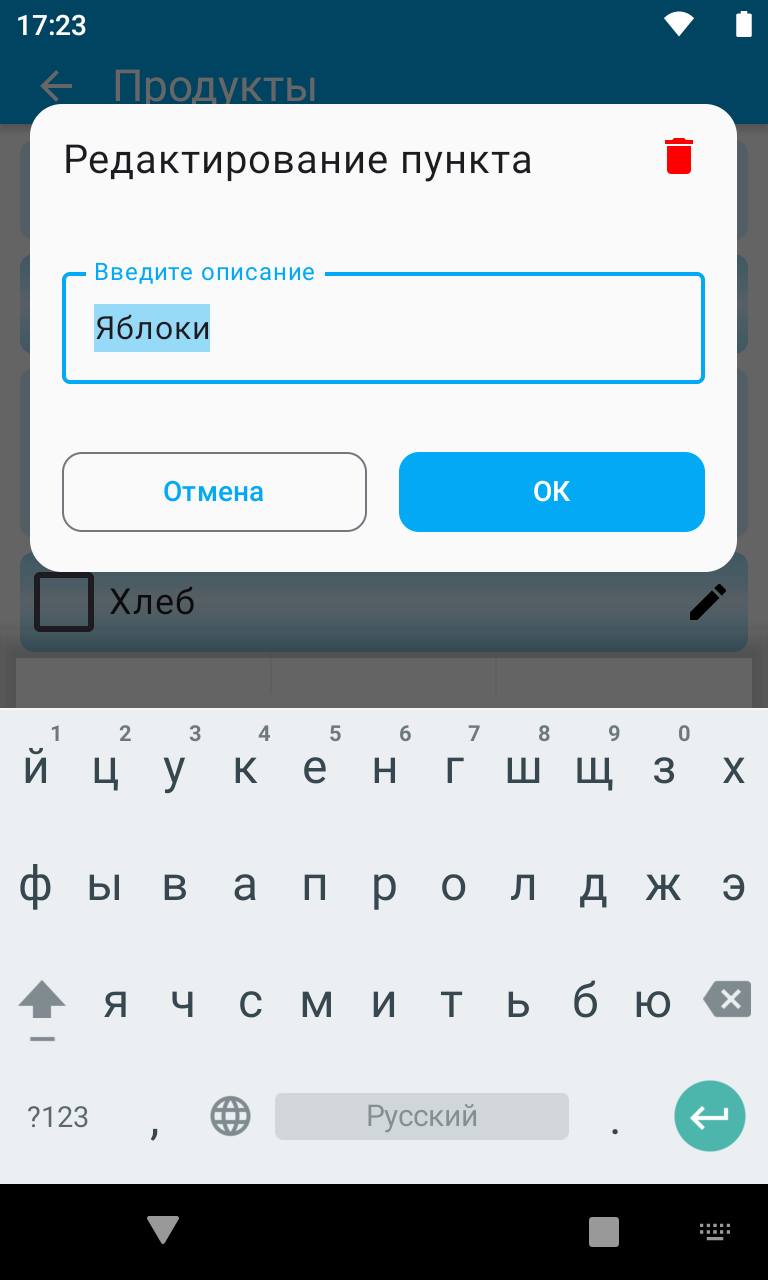 17:23
Продукты
Редактирование пункта
Введите описание
Яблоки
Отмена
ОК
Хлеб
1 2 3 4 5 6 7 8 9 0
й ц у к е н г ш щ з х
ф ы в а п р о л д ж э
я ч с м и т ь б ю
?123 , Русский .